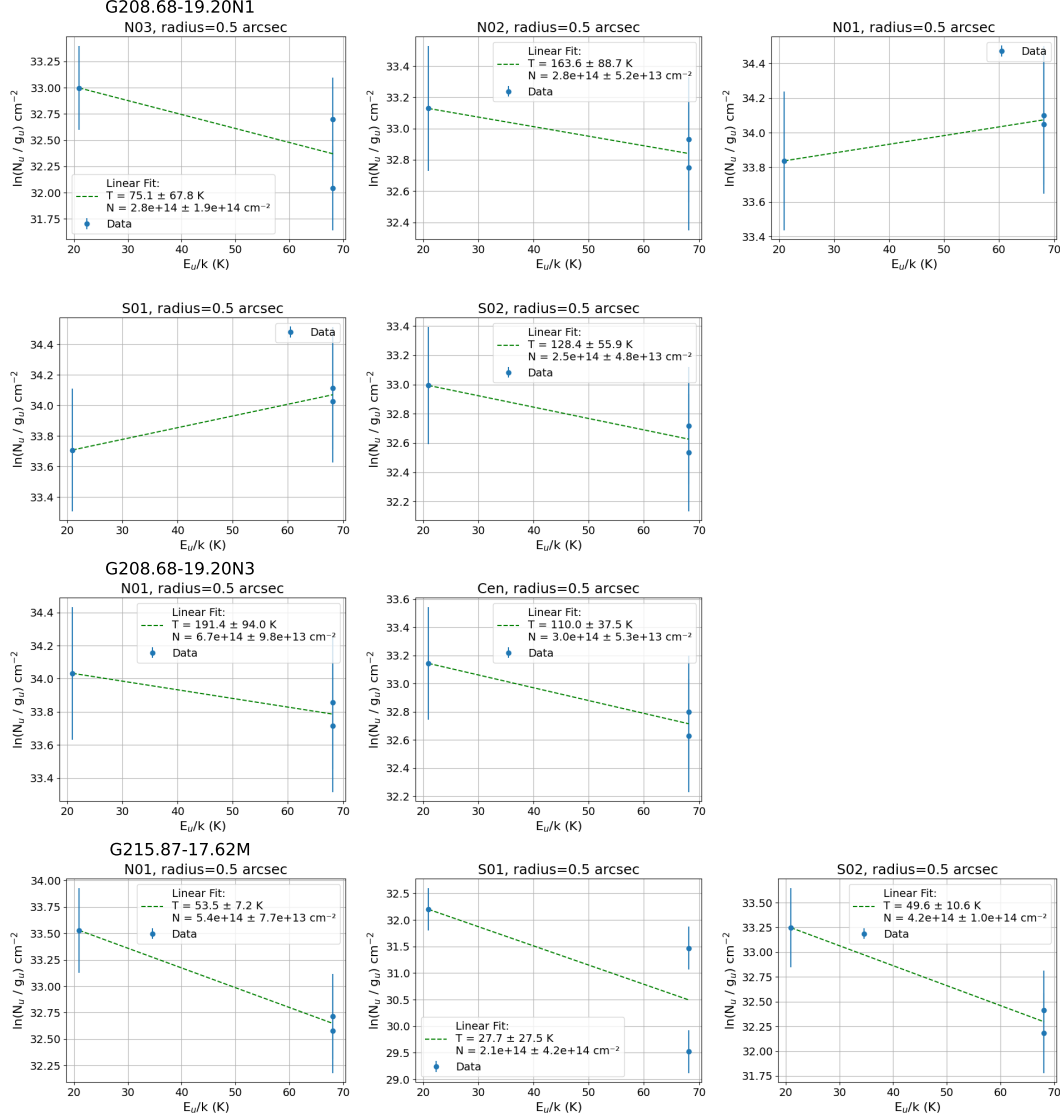 G208.68-19.20N1
N03, radius=0.5 arcsec
ln(Nᵤ / gᵤ) cm⁻²
33.25
33.00
32.75
32.50
32.25
32.00
31.75
Linear Fit:
T = 75.1 ± 67.8 K
N = 2.8e+14 ± 1.9e+14 cm⁻²
Data
20 30 40 50 60 70
Eᵤ/k (K)
N02, radius=0.5 arcsec
ln(Nᵤ / gᵤ) cm⁻²
33.4
33.2
33.0
32.8
32.6
32.4
Linear Fit:
T = 163.6 ± 88.7 K
N = 2.8e+14 ± 5.2e+13 cm⁻²
Data
20 30 40 50 60 70
Eᵤ/k (K)
N01, radius=0.5 arcsec
ln(Nᵤ / gᵤ) cm⁻²
34.4
34.2
34.0
33.8
33.6
33.4
Data
20 30 40 50 60 70
Eᵤ/k (K)
S01, radius=0.5 arcsec
ln(Nᵤ / gᵤ) cm⁻²
34.4
34.2
34.0
33.8
33.6
33.4
Data
20 30 40 50 60 70
Eᵤ/k (K)
S02, radius=0.5 arcsec
ln(Nᵤ / gᵤ) cm⁻²
33.4
33.2
33.0
32.8
32.6
32.4
32.2
Linear Fit:
T = 128.4 ± 55.9 K
N = 2.5e+14 ± 4.8e+13 cm⁻²
Data
20 30 40 50 60 70
Eᵤ/k (K)
G208.68-19.20N3
N01, radius=0.5 arcsec
ln(Nᵤ / gᵤ) cm⁻²
34.4
34.2
34.0
33.8
33.6
33.4
Linear Fit:
T = 191.4 ± 94.0 K
N = 6.7e+14 ± 9.8e+13 cm⁻²
Data
20 30 40 50 60 70
Eᵤ/k (K)
Cen, radius=0.5 arcsec
ln(Nᵤ / gᵤ) cm⁻²
33.6
33.4
33.2
33.0
32.8
32.6
32.4
32.2
Linear Fit:
T = 110.0 ± 37.5 K
N = 3.0e+14 ± 5.3e+13 cm⁻²
Data
20 30 40 50 60 70
Eᵤ/k (K)
G215.87-17.62M
N01, radius=0.5 arcsec
ln(Nᵤ / gᵤ) cm⁻²
34.00
33.75
33.50
33.25
33.00
32.75
32.50
32.25
Linear Fit:
T = 53.5 ± 7.2 K
N = 5.4e+14 ± 7.7e+13 cm⁻²
Data
20 30 40 50 60 70
Eᵤ/k (K)
S01, radius=0.5 arcsec
ln(Nᵤ / gᵤ) cm⁻²
32.5
32.0
31.5
31.0
30.5
30.0
29.5
29.0
Linear Fit:
T = 27.7 ± 27.5 K
N = 2.1e+14 ± 4.2e+14 cm⁻²
Data
20 30 40 50 60 70
Eᵤ/k (K)
S02, radius=0.5 arcsec
ln(Nᵤ / gᵤ) cm⁻²
33.50
33.25
33.00
32.75
32.50
32.25
32.00
31.75
Linear Fit:
T = 49.6 ± 10.6 K
N = 4.2e+14 ± 1.0e+14 cm⁻²
Data
20 30 40 50 60 70
Eᵤ/k (K)